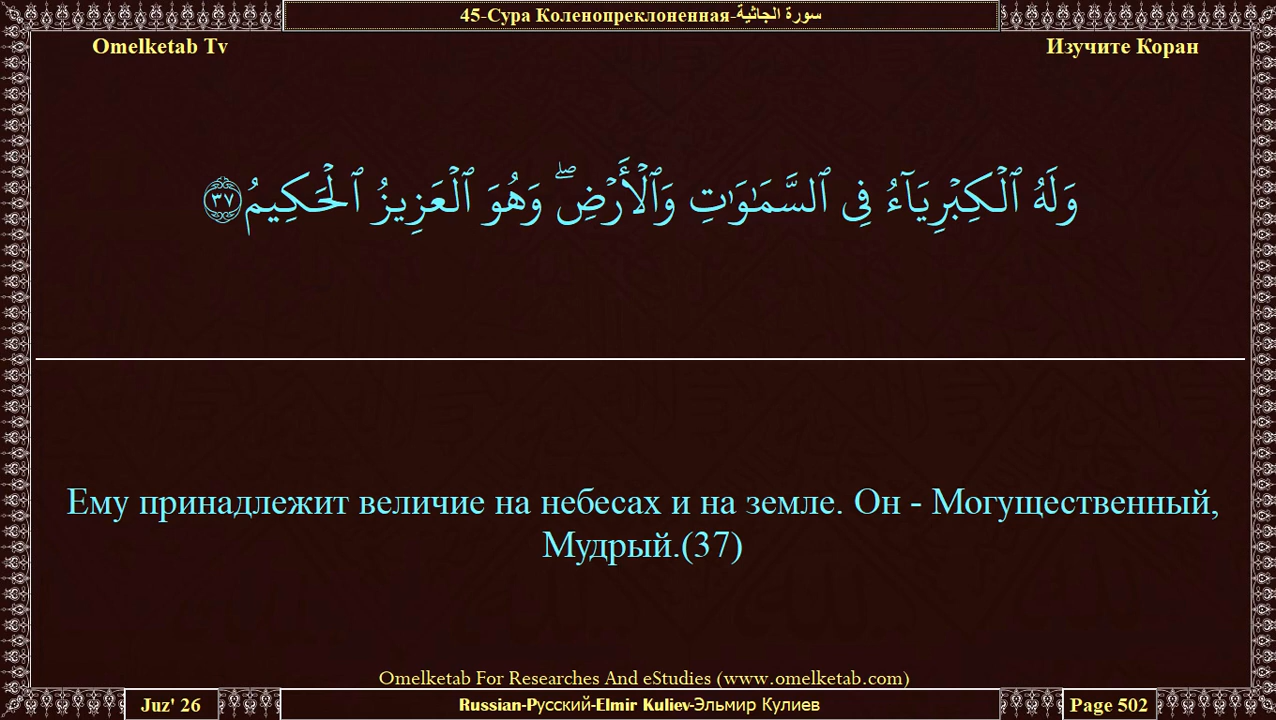 45-Сура Коленопреклоненная-سورة الجاثية
Omelketab Tv
Изучите Коран
وَلَهُ ٱلْكِبْرِيَآءُ فِى ٱلسَّمَـٰوَٰتِ وَٱلْأَرْضِ ۖ وَهُوَ ٱلْعَزِيزُ ٱلْحَكِيمُ ﴿٣٧﴾
Ему принадлежит величие на небесах и на земле. Он - Могущественный,
Мудрый.(37)
Omelketab For Researches And eStudies (www.omelketab.com)
Juz' 26
Russian-Русский-Elmir Kuliev-Эльмир Кулиев
Page 502